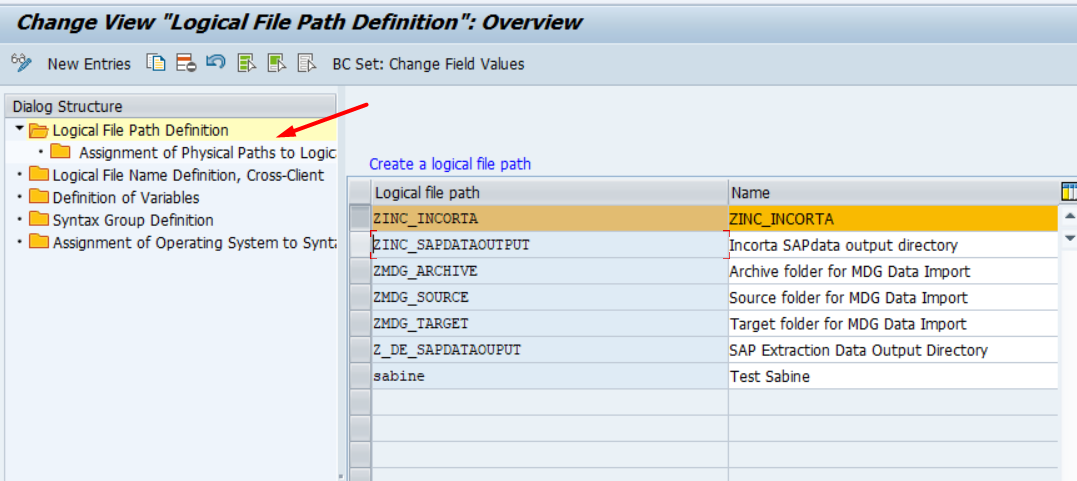 Change View "Logical File Path Definition": Overview
New Entries BC Set: Change Field Values
Dialog Structure
Logical File Path Definition
Assignment of Physical Paths to Logic
Logical File Name Definition, Cross-Client
Definition of Variables
Syntax Group Definition
Assignment of Operating System to Synta
Create a logical file path
Logical file path Name
ZINC_INCORTA ZINC_INCORTA
ZINC_SAPDATAOUTPUT Incorta SAPdata output directory
ZMDG_ARCHIVE Archive folder for MDG Data Import
ZMDG_SOURCE Source folder for MDG Data Import
ZMDG_TARGET Target folder for MDG Data Import
Z_DE_SAPDATAOUPUT SAP Extraction Data Output Directory
sabine Test Sabine